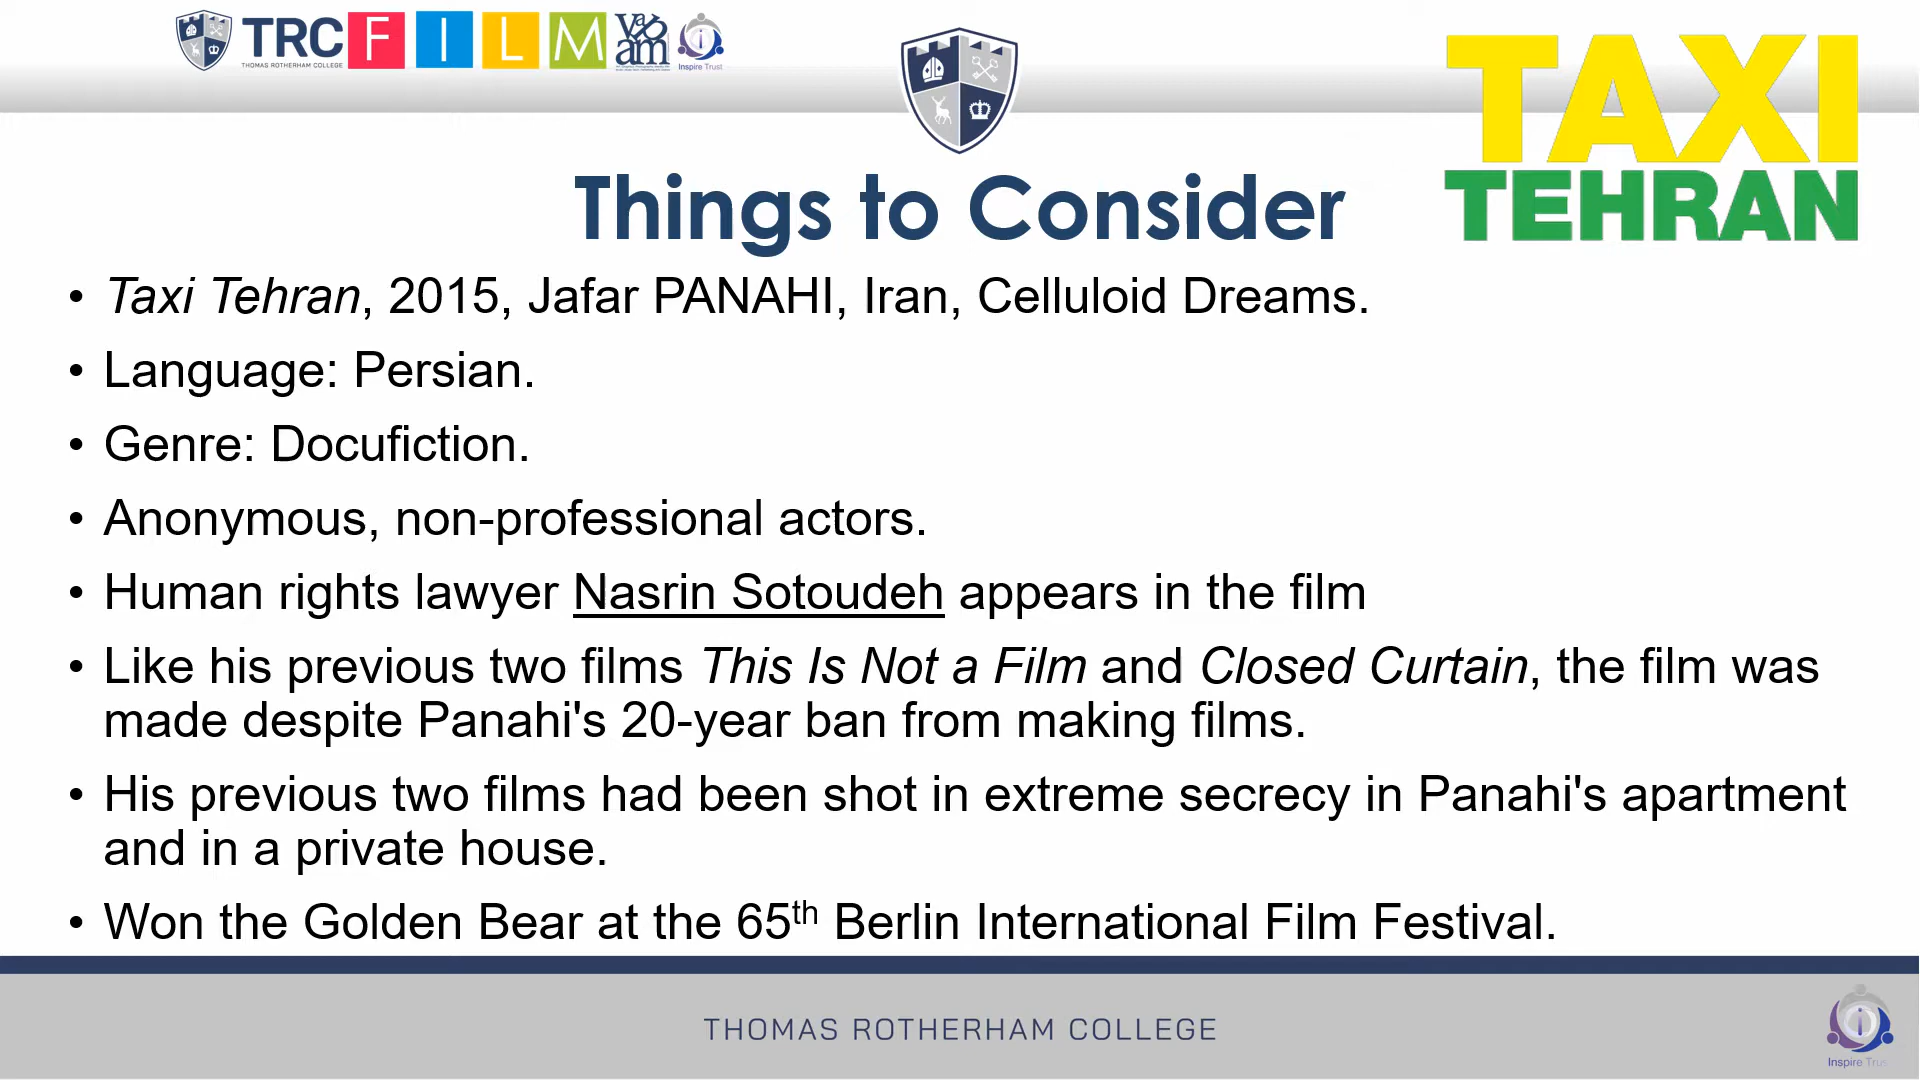 TRC FILM
THOMAS ROTHERHAM COLLEGE
Inspire Trust
TAXI
TEHRAN
Things to Consider
• Taxi Tehran, 2015, Jafar PANAHI, Iran, Celluloid Dreams.
• Language: Persian.
• Genre: Docufiction.
• Anonymous, non-professional actors.
• Human rights lawyer Nasrin Sotoudeh appears in the film
• Like his previous two films This Is Not a Film and Closed Curtain, the film was
made despite Panahi's 20-year ban from making films.
• His previous two films had been shot in extreme secrecy in Panahi's apartment
and in a private house.
• Won the Golden Bear at the 65th Berlin International Film Festival.
THOMAS ROTHERHAM COLLEGE
Inspire Trust